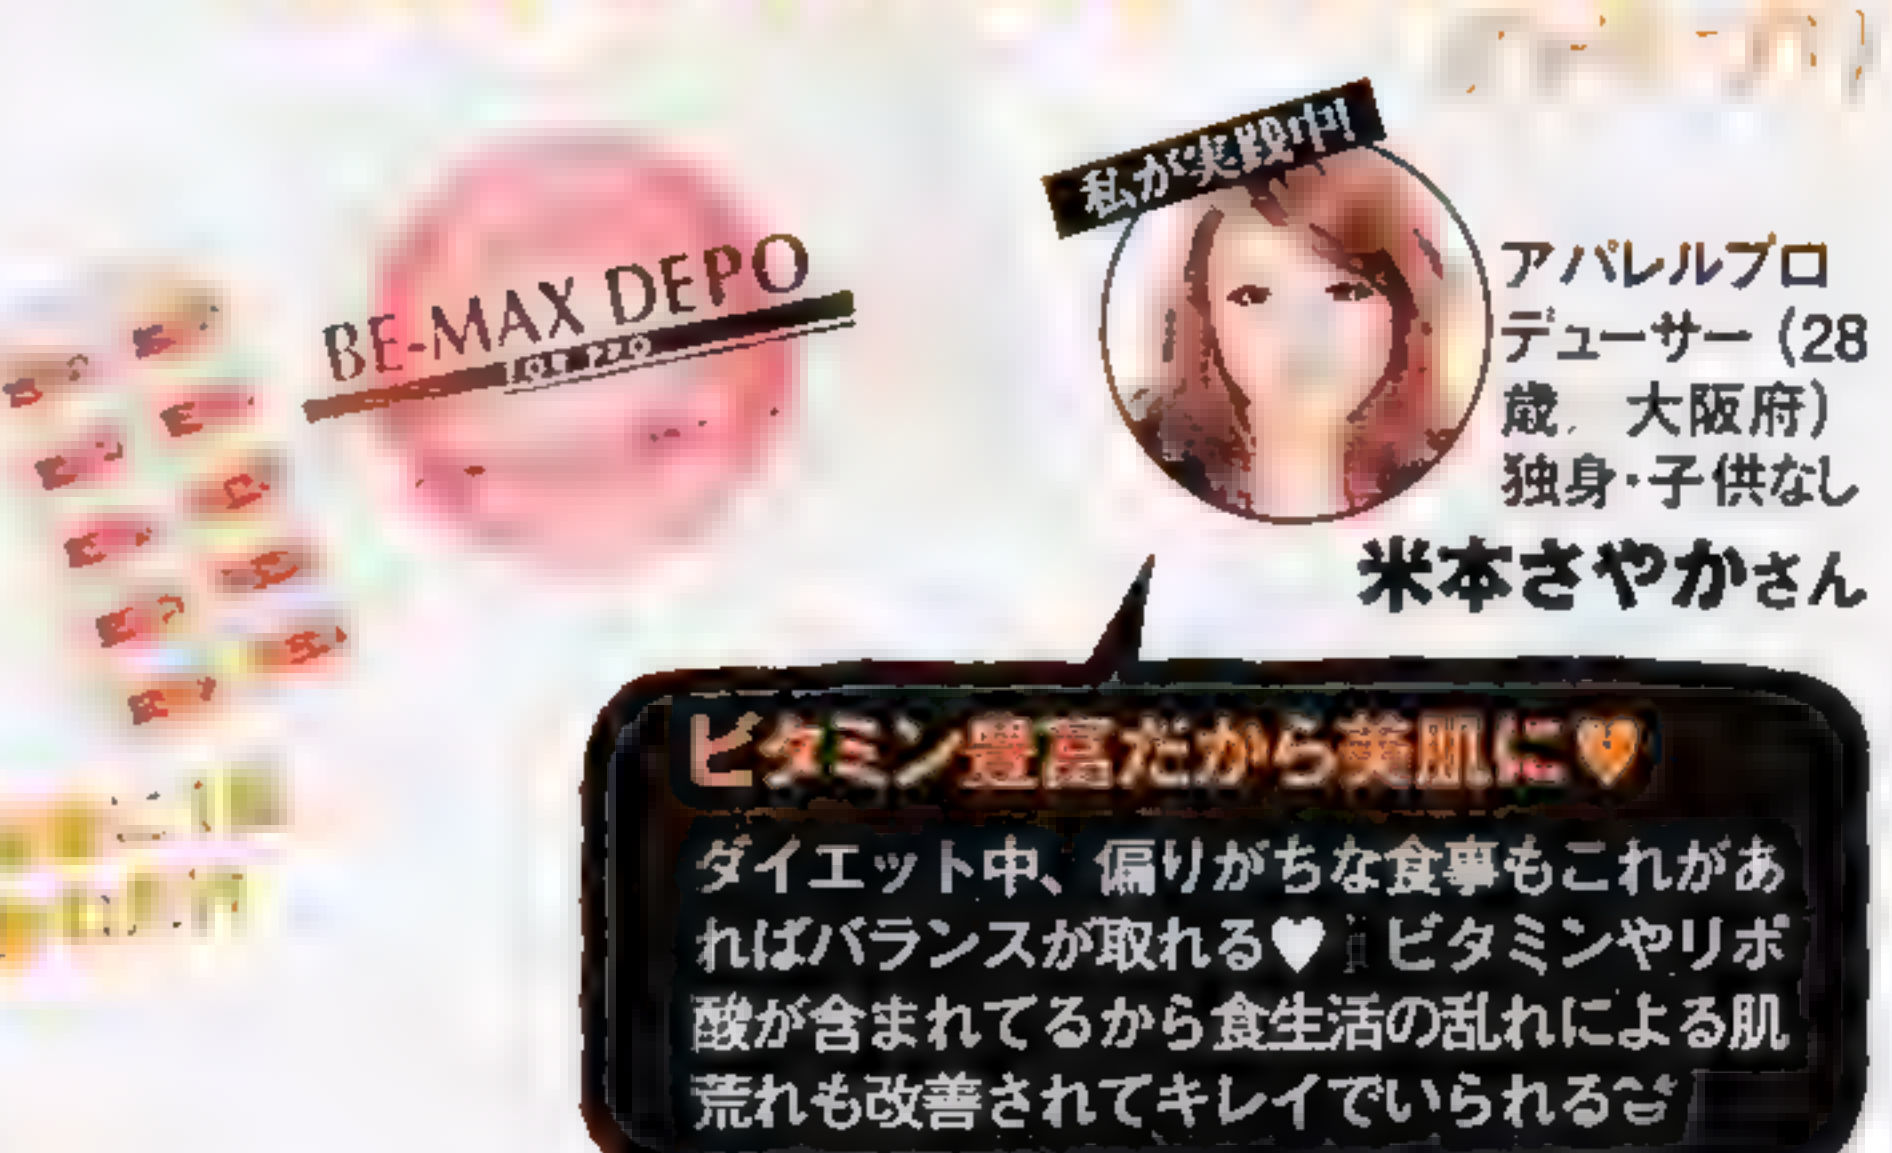 BE-MAX DEPO
私が実践中!
アパレルプロ
デューサー(28
歳、大阪府)
独身・子供なし
米本さやかさん
ビタミン豊富だから美肌に♥
ダイエット中、偏りがちな食事もこれがあ
ればバランスが取れる♥ ビタミンやリポ
酸が含まれてるから食生活の乱れによる肌
荒れも改善されてキレイでいられる